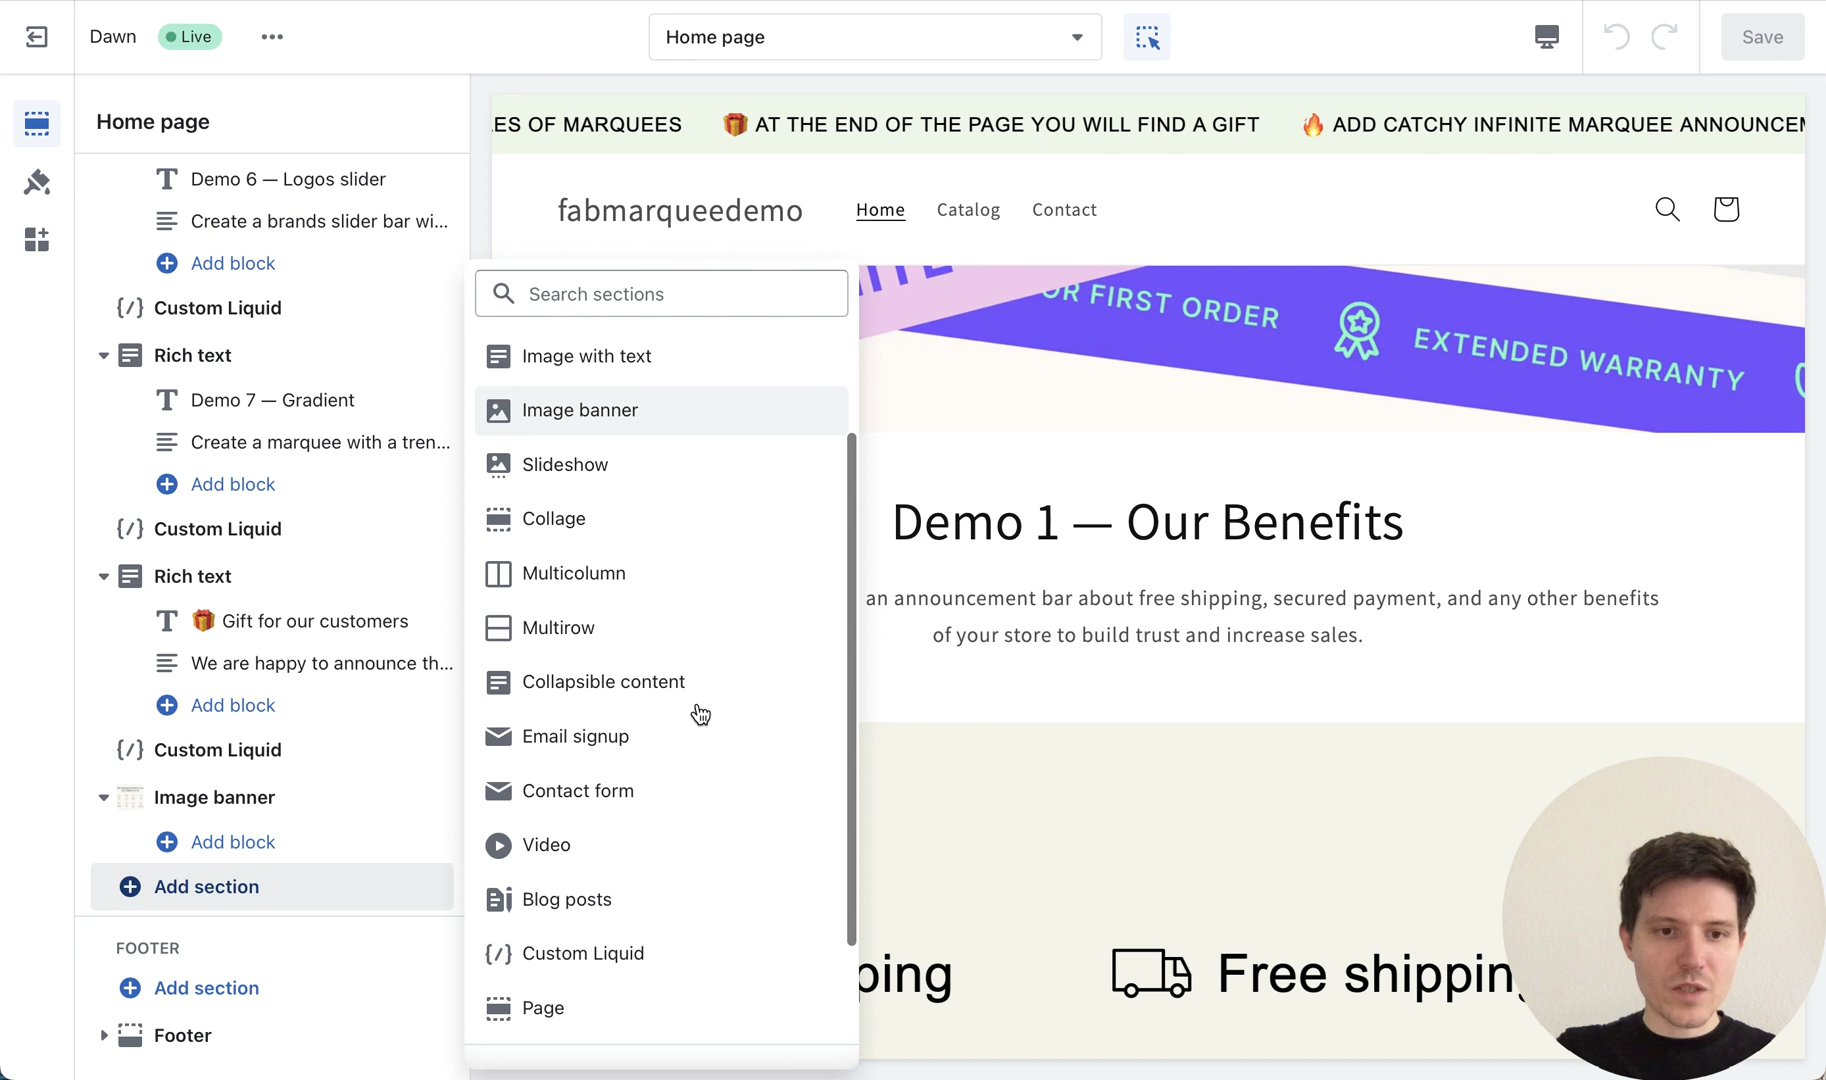 Dawn
Live
Home page
Save
Home page
Demo 6 — Logos slider
Create a brands slider bar wi...
Add block
Custom Liquid
Rich text
Demo 7 — Gradient
Create a marquee with a tren...
Add block
Custom Liquid
Rich text
🎁 Gift for our customers
We are happy to announce th...
Add block
Custom Liquid
Image banner
Add block
Add section
FOOTER
Add section
Footer
Search sections
Image with text
Image banner
Slideshow
Collage
Multicolumn
Multirow
Collapsible content
Email signup
Contact form
Video
Blog posts
Custom Liquid
Page
ES OF MARQUEES 🎁 AT THE END OF THE PAGE YOU WILL FIND A GIFT 🔥 ADD CATCHY INFINITE MARQUEE ANNOUNCEM
fabmarqueedemo
Home
Catalog
Contact
FIRST ORDER
EXTENDED WARRANTY
Demo 1 — Our Benefits
an announcement bar about free shipping, secured payment, and any other benefits
of your store to build trust and increase sales.
ping
Free shipping